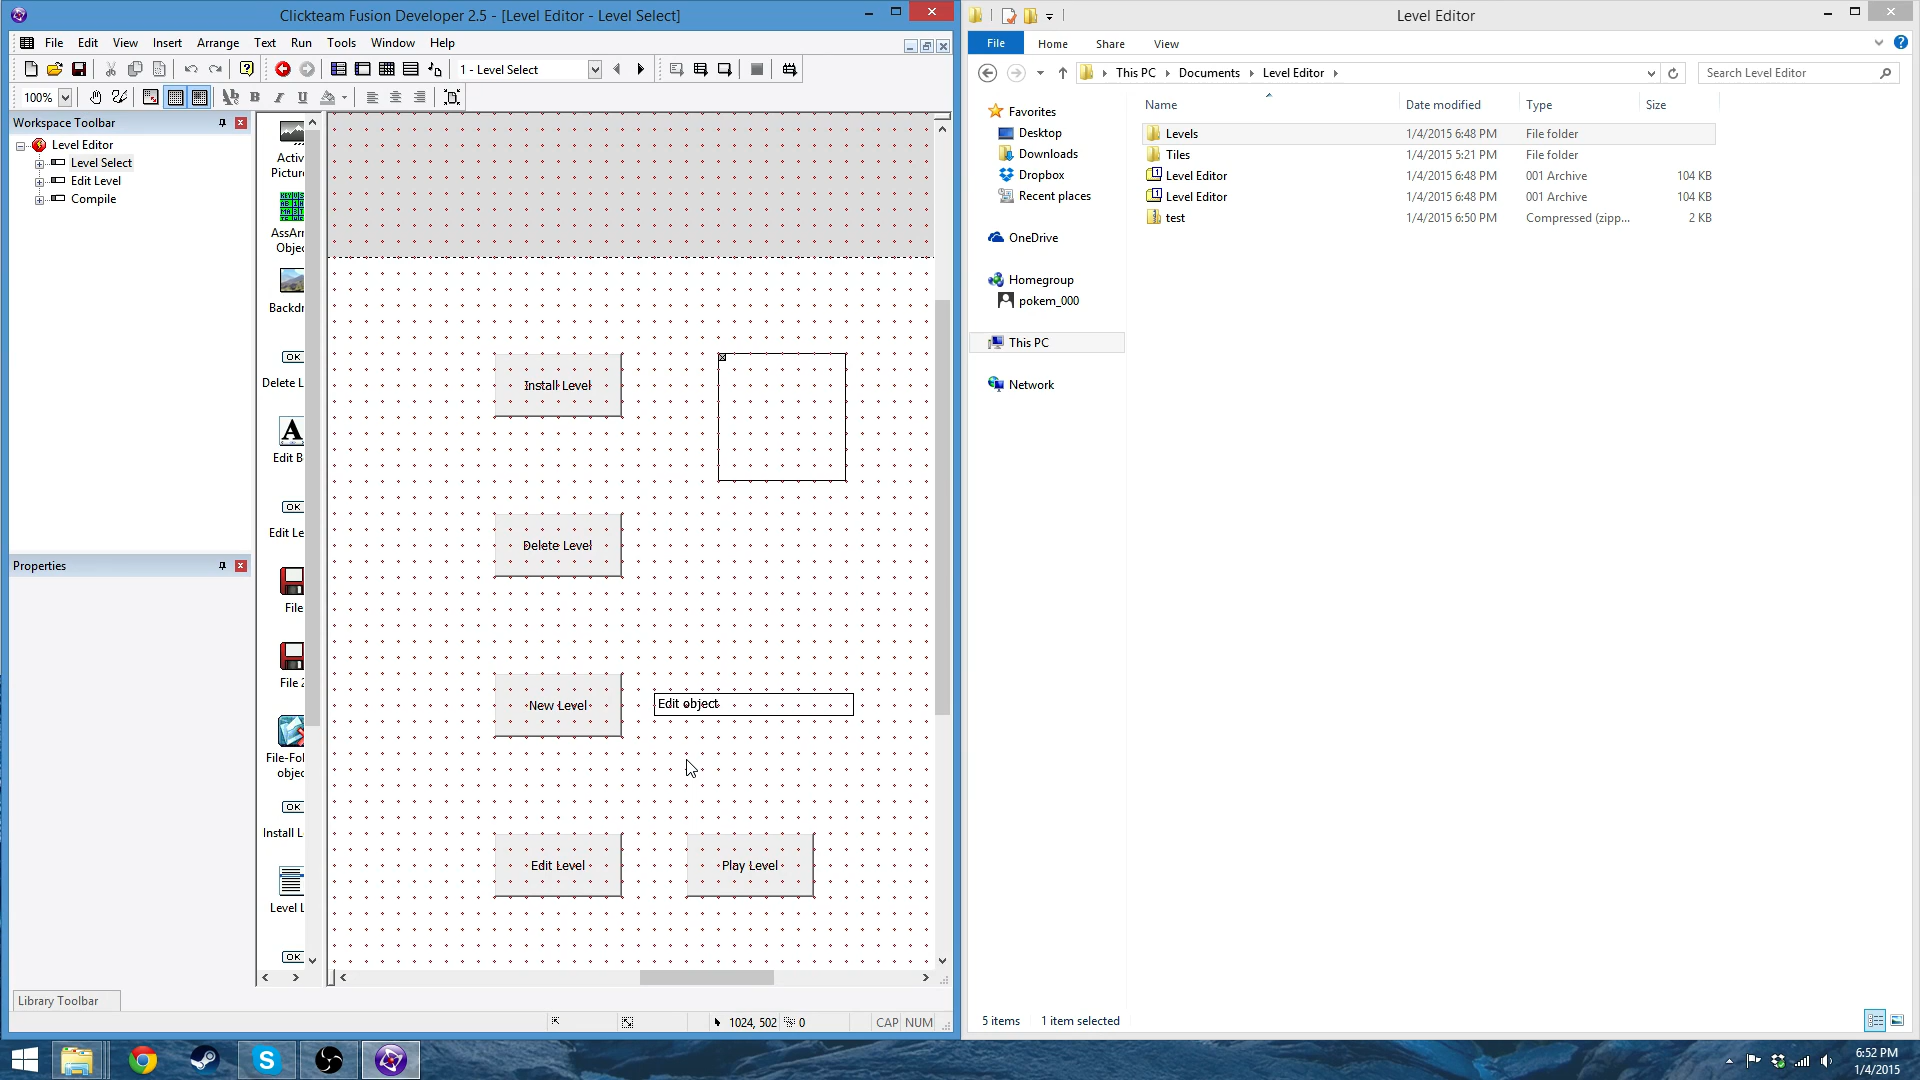 Clickteam Fusion Developer 2.5 - [Level Editor - Level Select]
File Edit View Insert Arrange Text Run Tools Window Help
1 - Level Select
100%
Workspace Toolbar
Level Editor
Level Select
Edit Level
Compile
Properties
Library Toolbar
Activ
Picture
AssArr
Objec
Backdr
OK
Delete L
A
Edit B
OK
Edit Le
File
File 2
File-Fol
objec
OK
Install L
Level L
OK
Install Level
Delete Level
New Level
Edit object
Edit Level
Play Level
1024, 502
0
CAP NUM
Level Editor
File Home Share View
This PC Documents Level Editor
Search Level Editor
Favorites
Desktop
Downloads
Dropbox
Recent places
OneDrive
Homegroup
pokem_000
This PC
Network
Name Date modified Type Size
Levels 1/4/2015 6:48 PM File folder
Tiles 1/4/2015 5:21 PM File folder
Level Editor 1/4/2015 6:48 PM 001 Archive 104 KB
Level Editor 1/4/2015 6:48 PM 001 Archive 104 KB
test 1/4/2015 6:50 PM Compressed (zipp... 2 KB
5 items 1 item selected
6:52 PM
1/4/2015